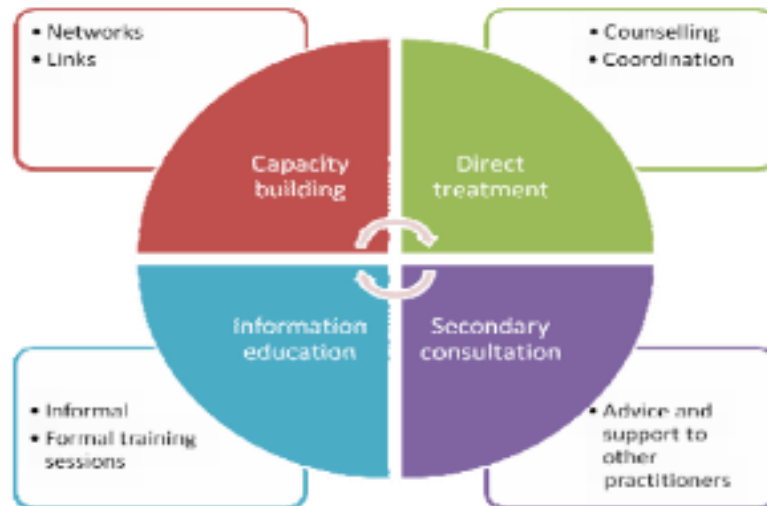 • Networks
• Links
• Counselling
• Coordination
Capacity
building
Direct
treatment
Information
education
Secondary
consultation
• Informal
• Formal training
sessions
• Advice and
support to
other
practitioners